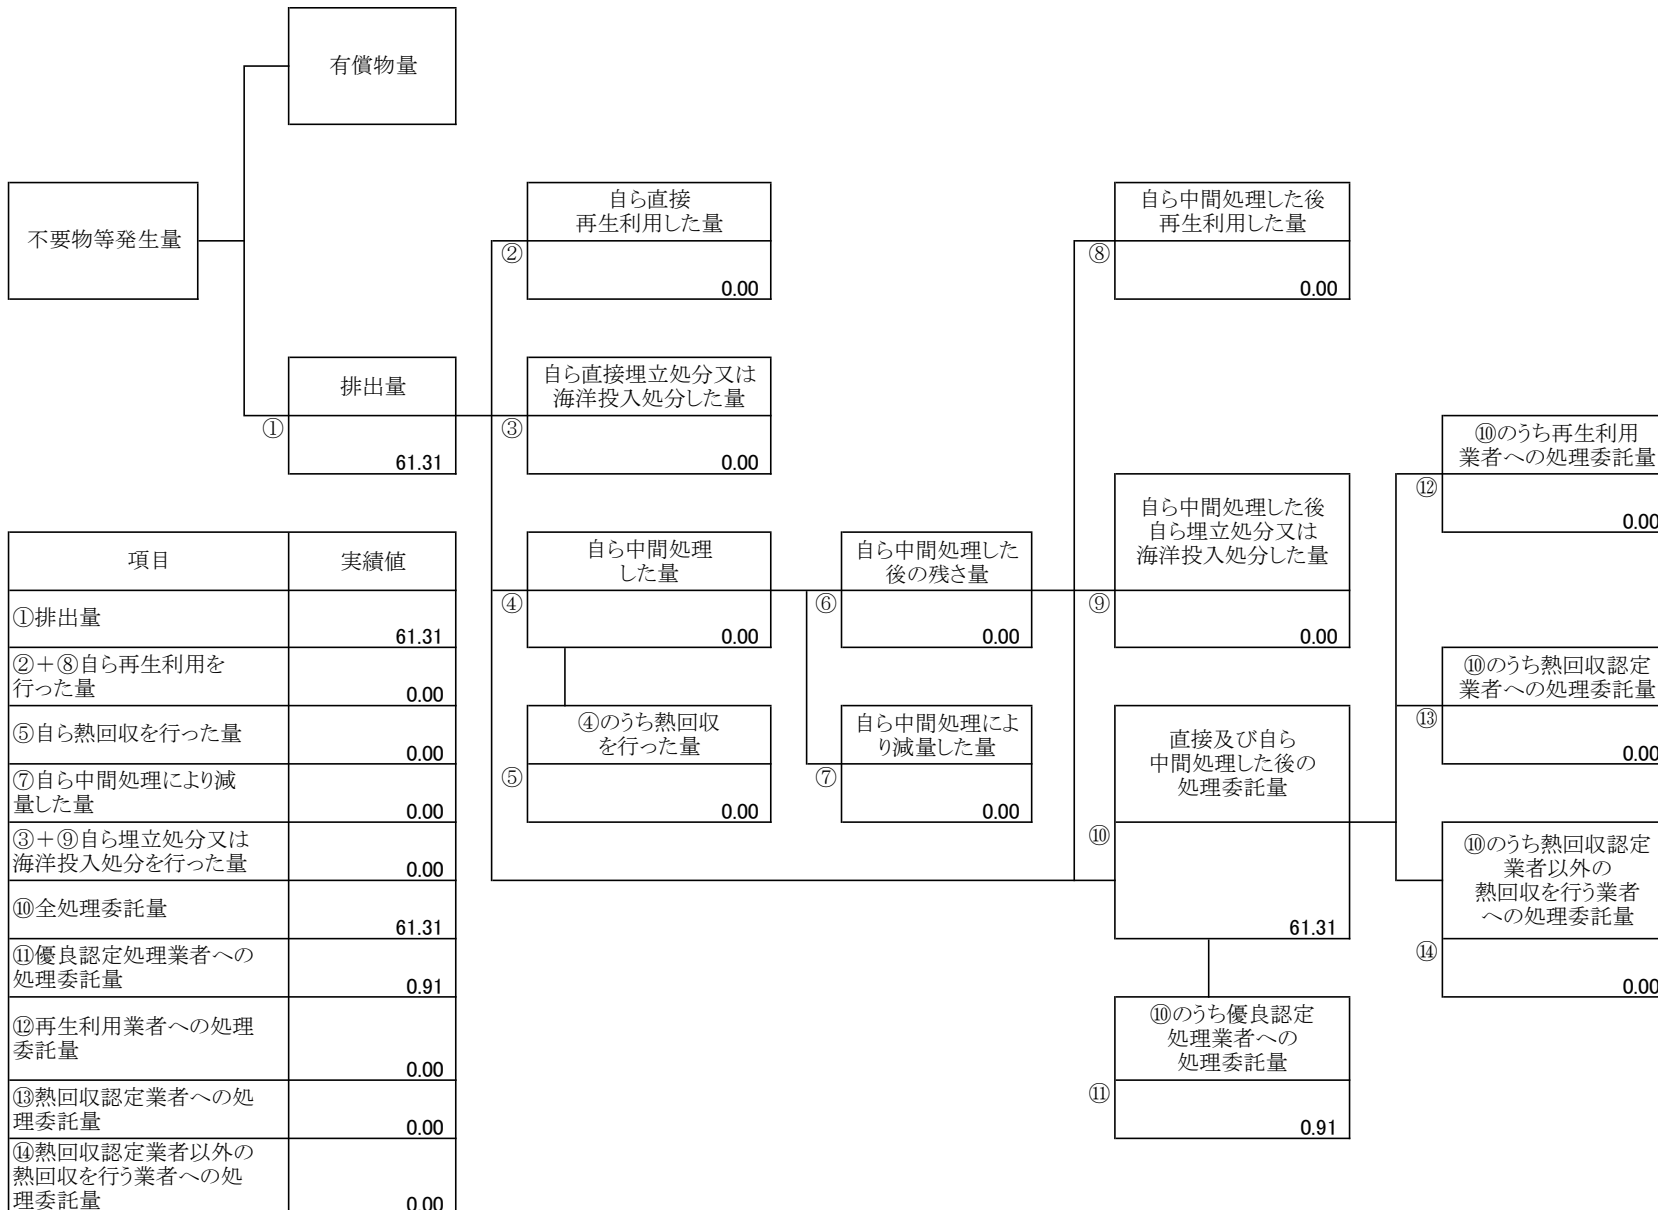 有償物量
不要物等発生量
自ら直接
再生利用した量
②
0.00
自ら中間処理した後
再生利用した量
⑧
0.00
排出量
①
61.31
自ら直接埋立処分又は
海洋投入処分した量
③
0.00
⑩のうち再生利用
業者への処理委託量
⑫
0.00
自ら中間処理
した量
④
0.00
自ら中間処理した
後の残さ量
⑥
0.00
自ら中間処理した後
自ら埋立処分又は
海洋投入処分した量
⑨
0.00
⑩のうち熱回収認定
業者への処理委託量
⑬
0.00
④のうち熱回収
を行った量
⑤
0.00
自ら中間処理によ
り減量した量
⑦
0.00
直接及び自ら
中間処理した後の
処理委託量
⑩
61.31
⑩のうち熱回収認定
業者以外の
熱回収を行う業者
への処理委託量
⑭
0.00
⑩のうち優良認定
処理業者への
処理委託量
⑪
0.91
項目 実績値
①排出量
61.31
②＋⑧自ら再生利用を
行った量
0.00
⑤自ら熱回収を行った量
0.00
⑦自ら中間処理により減
量した量
0.00
③＋⑨自ら埋立処分又は
海洋投入処分を行った量
0.00
⑩全処理委託量
61.31
⑪優良認定処理業者への
処理委託量
0.91
⑫再生利用業者への処理
委託量
0.00
⑬熱回収認定業者への処
理委託量
0.00
⑭熱回収認定業者以外の
熱回収を行う業者への処
理委託量
0.00